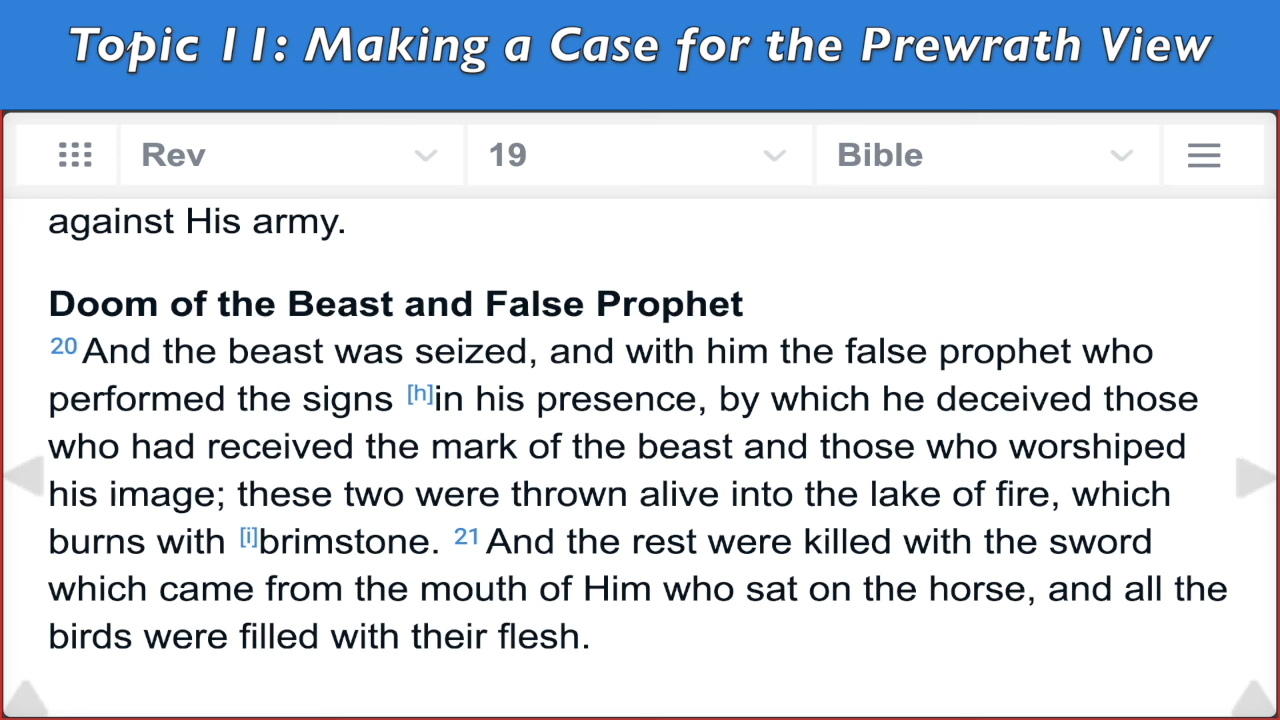 Topic 11: Making a Case for the Prewrath View
Rev 19 Bible
against His army.
Doom of the Beast and False Prophet
20 And the beast was seized, and with him the false prophet who
performed the signs [h]in his presence, by which he deceived those
who had received the mark of the beast and those who worshiped
his image; these two were thrown alive into the lake of fire, which
burns with [i]brimstone. 21 And the rest were killed with the sword
which came from the mouth of Him who sat on the horse, and all the
birds were filled with their flesh.